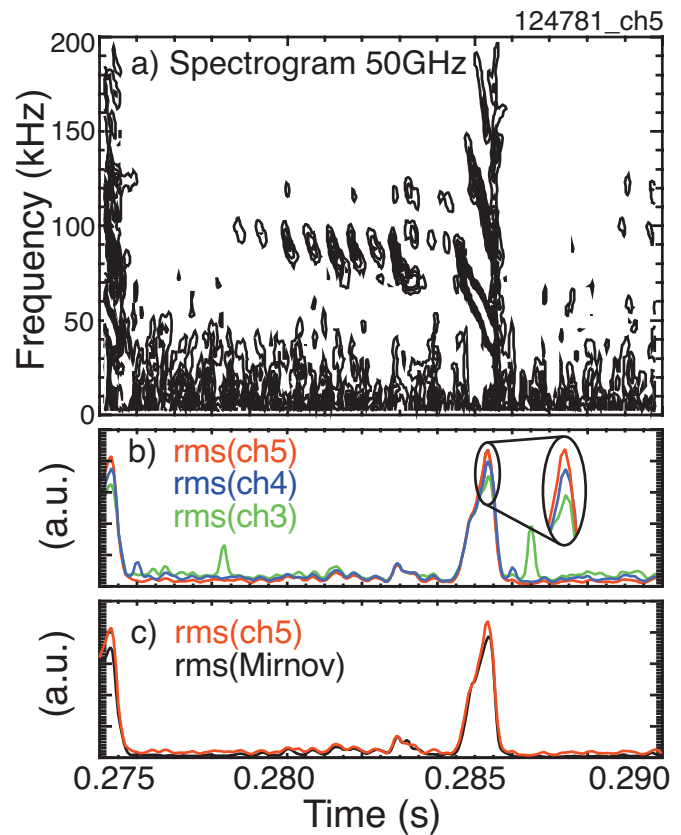 124781_ch5
a) Spectrogram 50GHz
Frequency (kHz)
200
150
100
50
0
b) rms(ch5)
rms(ch4)
rms(ch3)
(a.u.)
c) rms(ch5)
rms(Mirnov)
(a.u.)
0.275 0.280 0.285 0.290
Time (s)